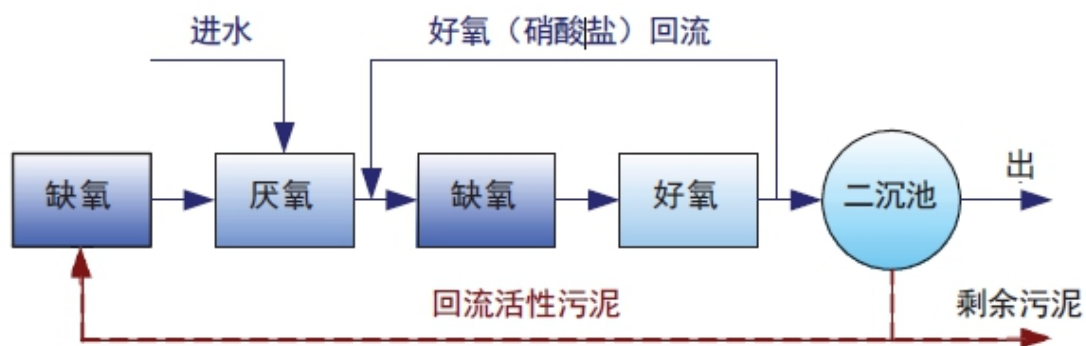 进水
好氧（硝酸盐）回流
缺氧
厌氧
缺氧
好氧
二沉池
出
回流活性污泥
剩余污泥